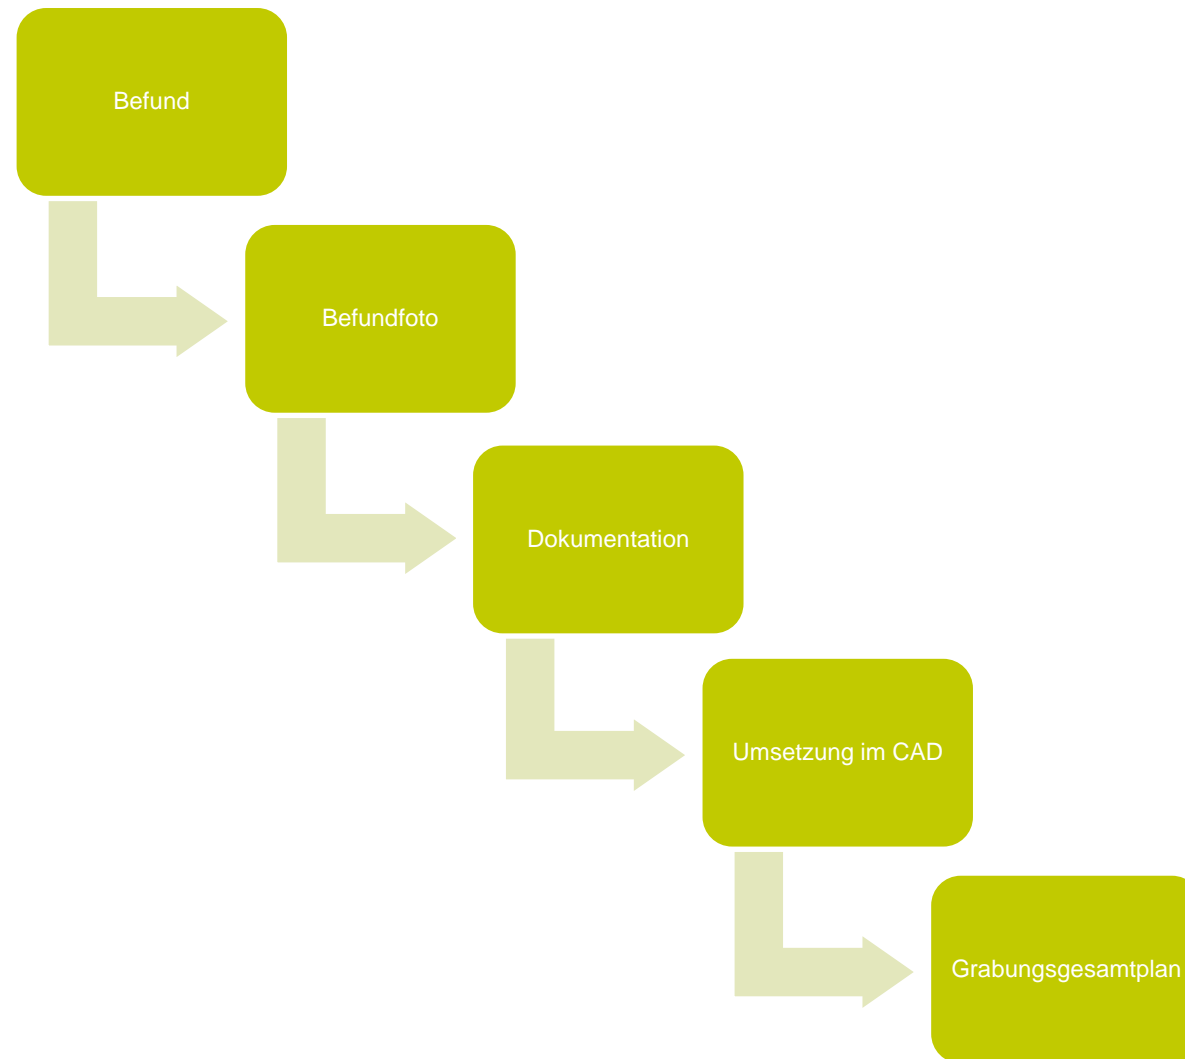 Befund
Befundfoto
Dokumentation
Umsetzung im CAD
Grabungsgesamtplan